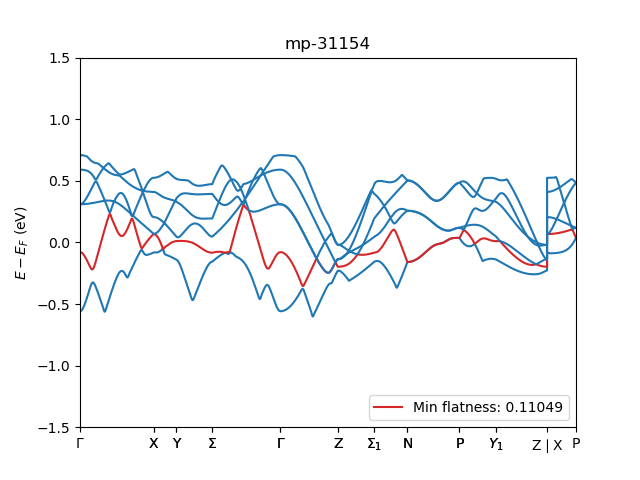 mp-31154
1.5
1.0
0.5
0.0
−0.5
−1.0
−1.5
E − E_F (eV)
Min flatness: 0.11049
Γ X Y Σ Γ Z Σ₁ N P Y₁ Z | X P